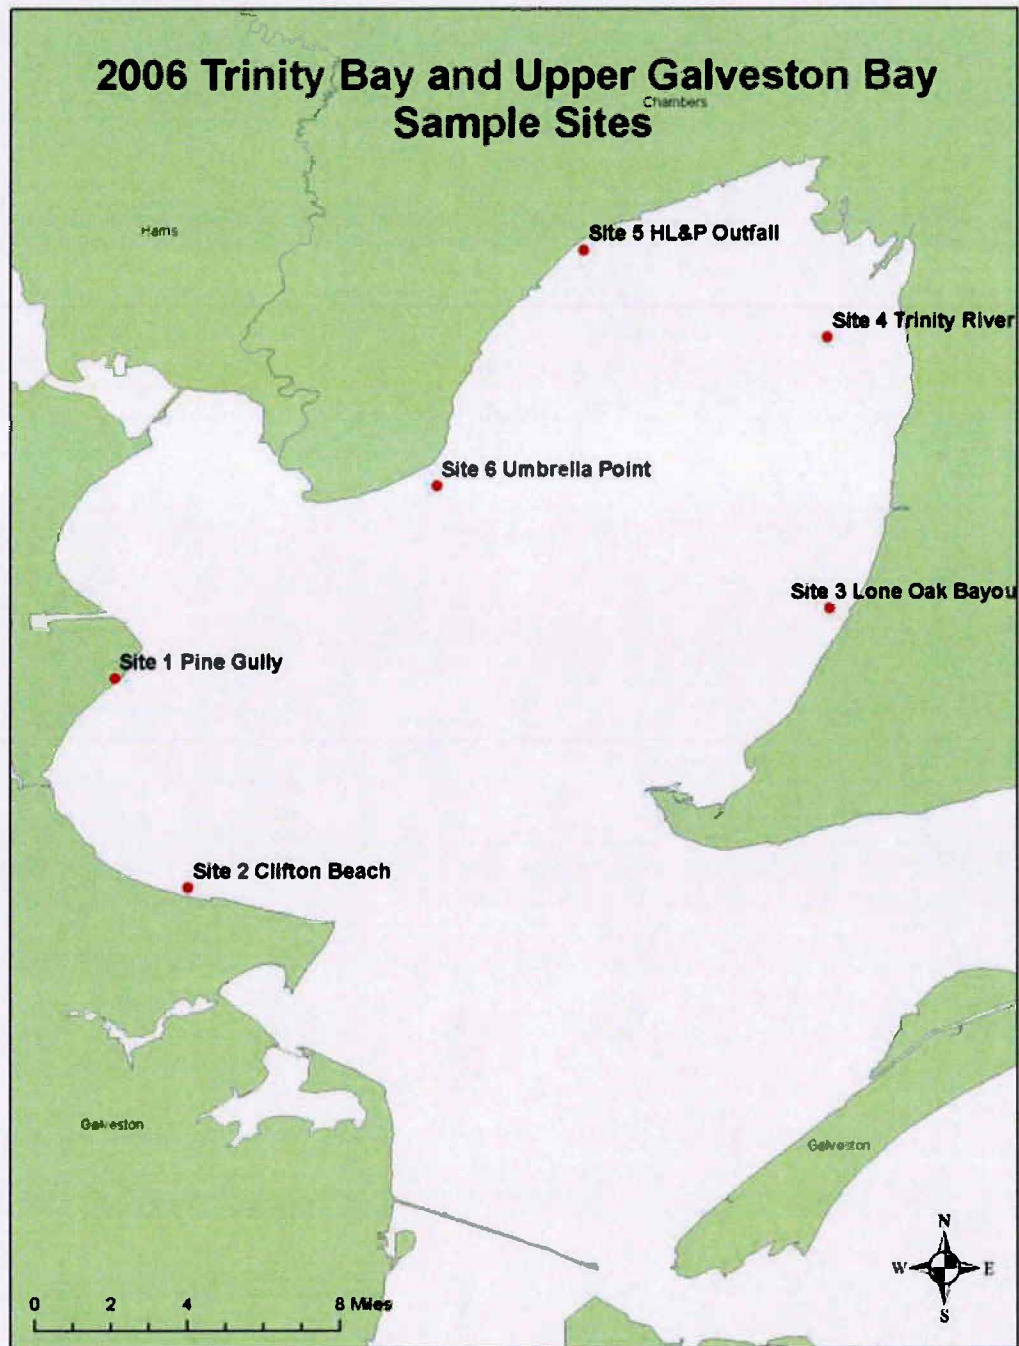 2006 Trinity Bay and Upper Galveston Bay
Sample Sites
Chambers
Harris
Site 5 HL&P Outfall
Site 4 Trinity River
Site 6 Umbrella Point
Site 3 Lone Oak Bayou
Site 1 Pine Gully
Site 2 Clifton Beach
Galveston
Galveston
N
W E
S
0 2 4 8 Miles